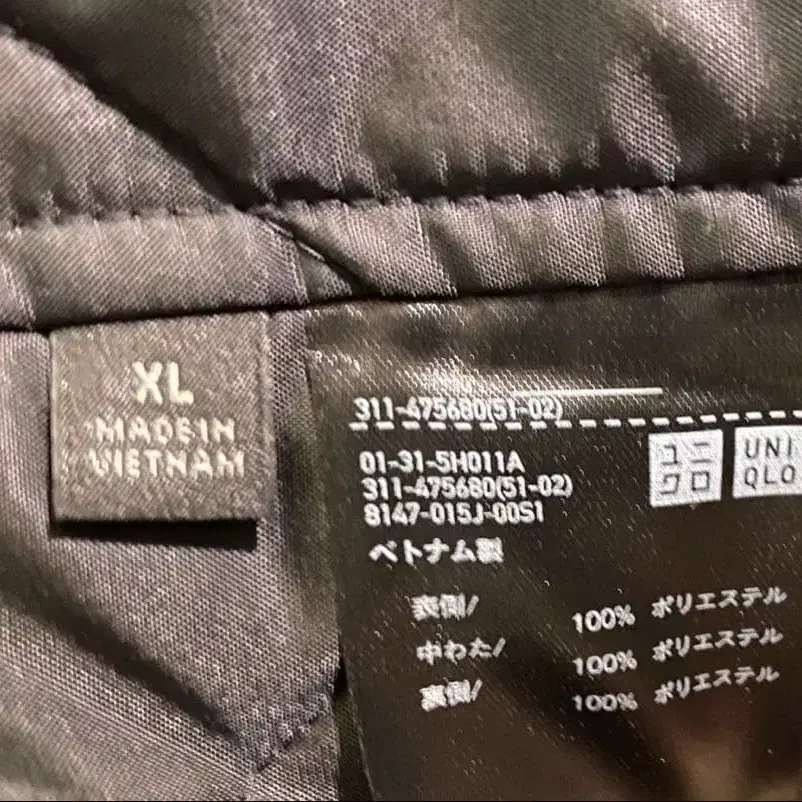 XL
MADE IN
VIETNAM
311-475680(51-02)
01-31-5H011A
311-475680(51-02)
8147-015J-00S1
ベトナム製
ユニ
クロ
UNI
QLO
表側/ 100% ポリエステル
中わた/ 100% ポリエステル
裏側/ 100% ポリエステル